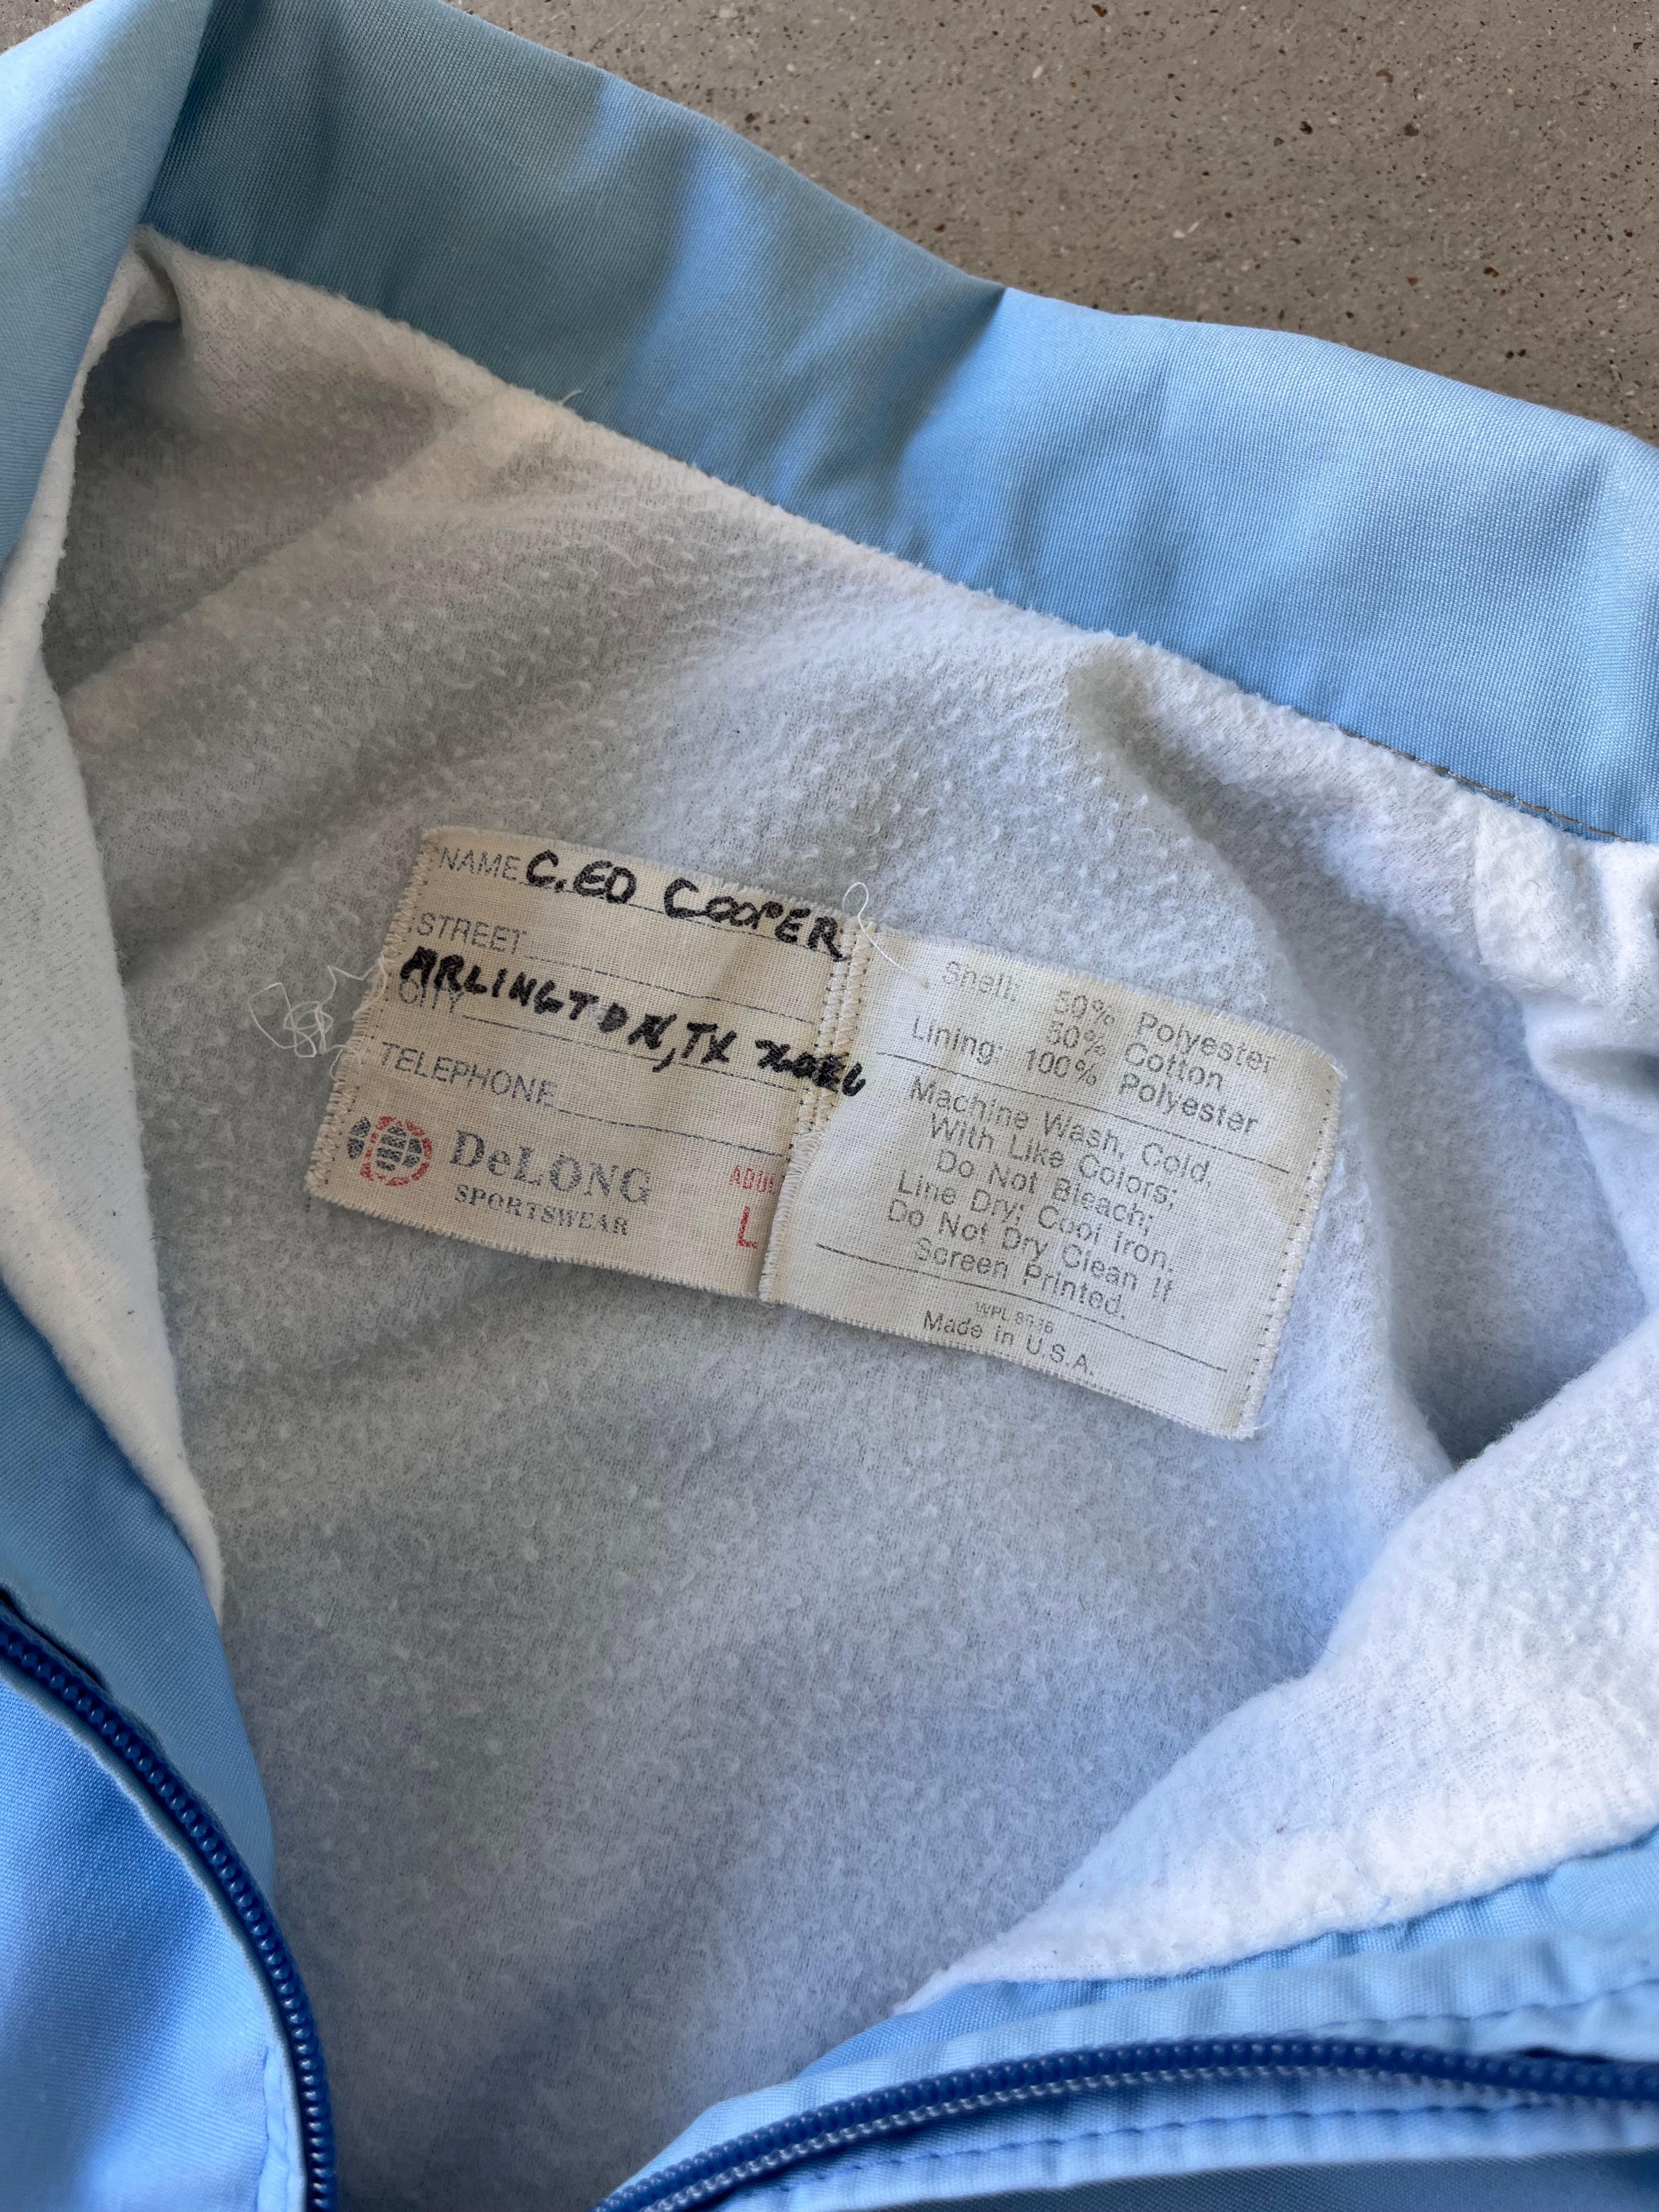 NAME C. ED COOPER
STREET
ARLINGTON, TX
CITY
TELEPHONE
DeLONG
SPORTSWEAR
ADUL
L
Shell: 50% Polyester
50% Cotton
Lining: 100% Polyester
Machine Wash, Cold,
With Like Colors;
Do Not Bleach;
Line Dry; Cool Iron.
Do Not Dry Clean If
Screen Printed.
WPL
Made in U.S.A.